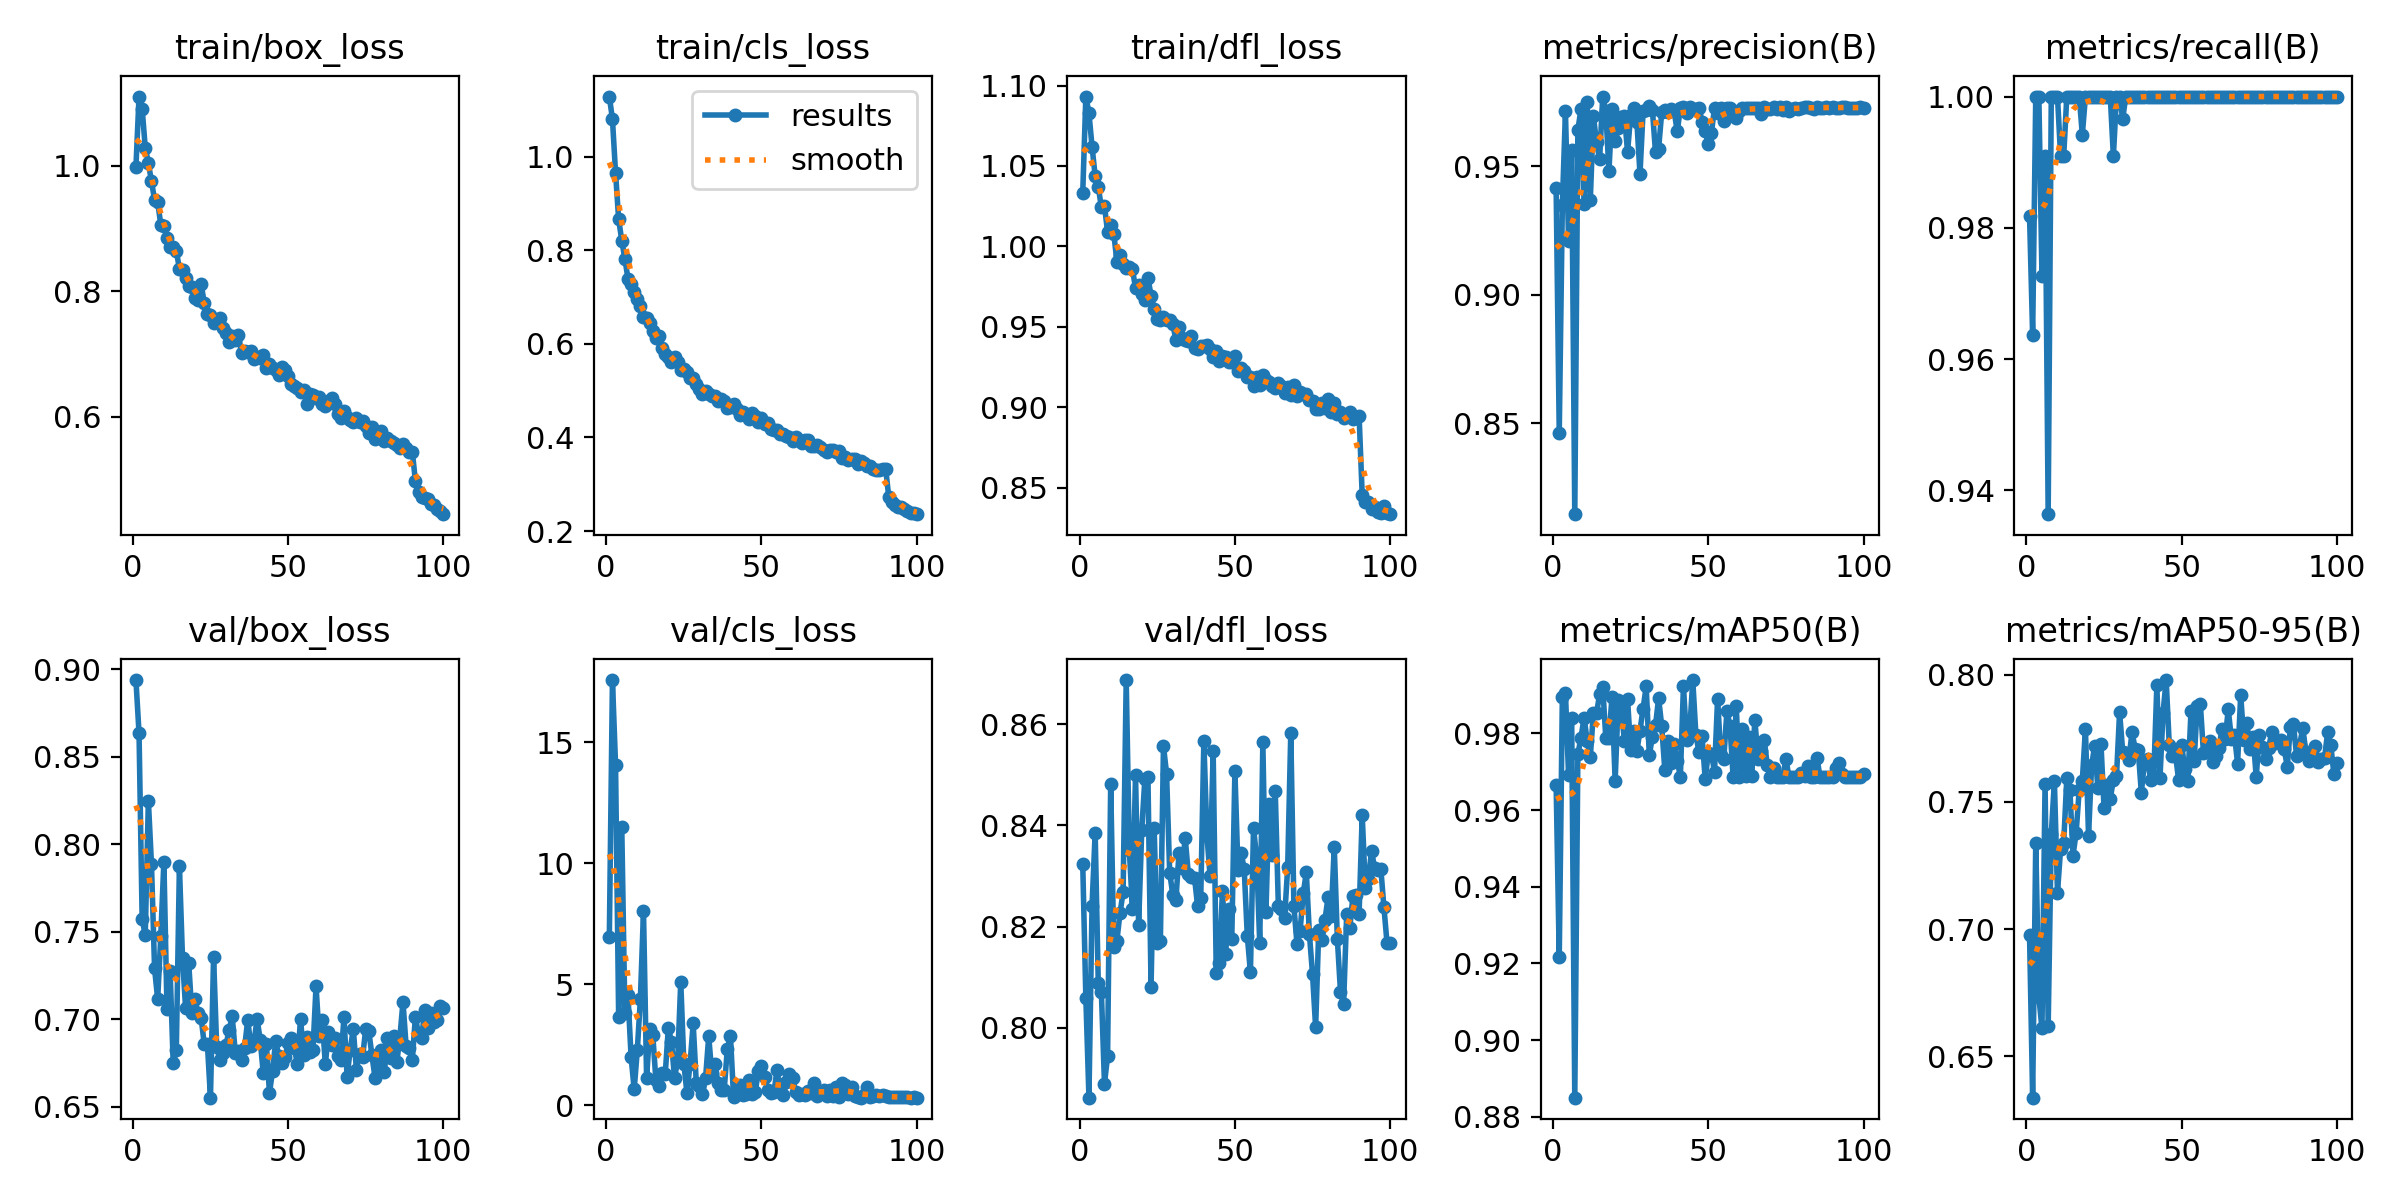 train/box_loss
1.0
0.8
0.6
0 50 100
train/cls_loss
results
smooth
1.0
0.8
0.6
0.4
0.2
0 50 100
train/dfl_loss
1.10
1.05
1.00
0.95
0.90
0.85
0 50 100
metrics/precision(B)
0.95
0.90
0.85
0 50 100
metrics/recall(B)
1.00
0.98
0.96
0.94
0 50 100
val/box_loss
0.90
0.85
0.80
0.75
0.70
0.65
0 50 100
val/cls_loss
15
10
5
0
0 50 100
val/dfl_loss
0.86
0.84
0.82
0.80
0 50 100
metrics/mAP50(B)
0.98
0.96
0.94
0.92
0.90
0.88
0 50 100
metrics/mAP50-95(B)
0.80
0.75
0.70
0.65
0 50 100